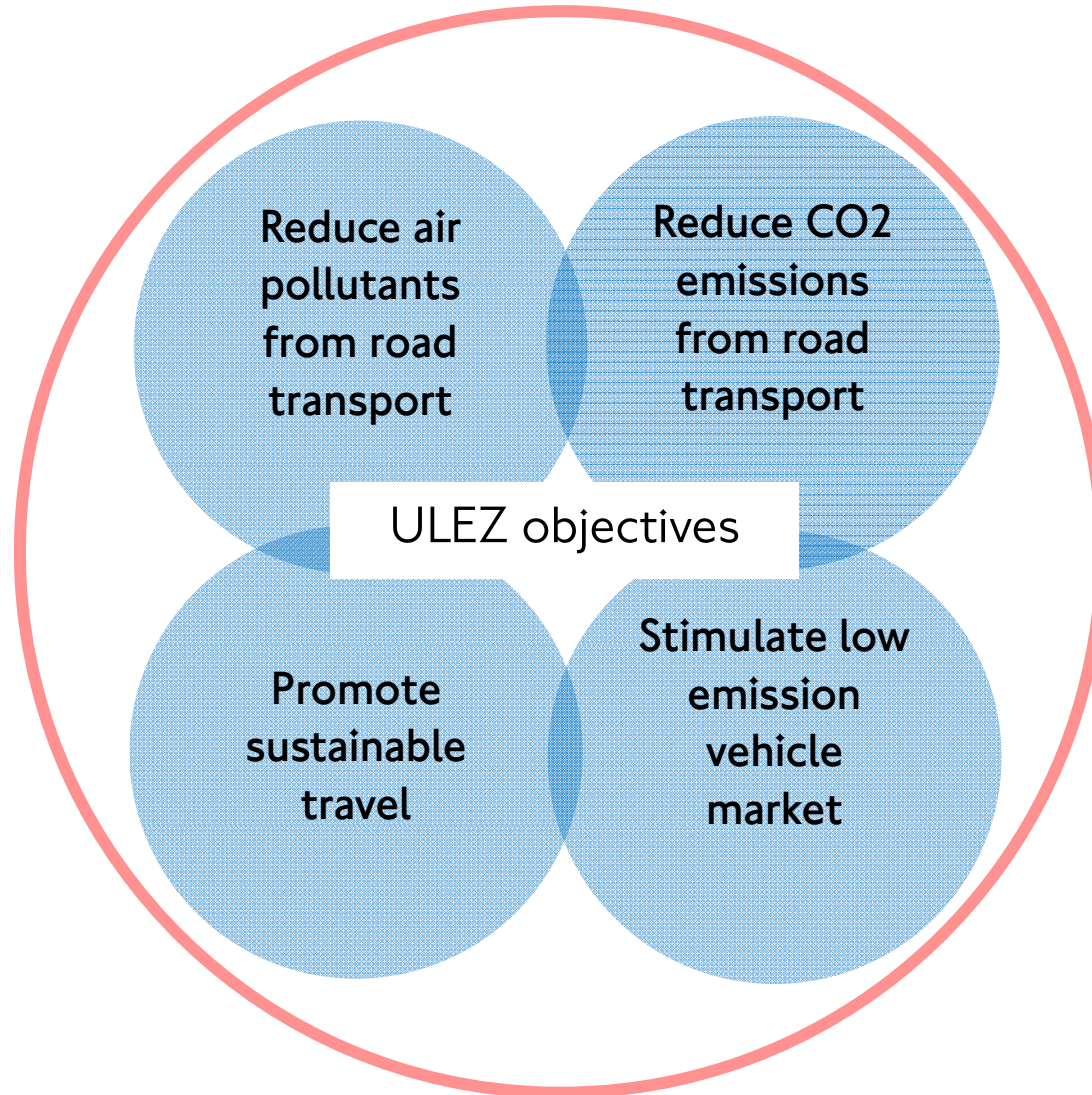 Reduce air
pollutants
from road
transport
Reduce CO2
emissions
from road
transport
ULEZ objectives
Promote
sustainable
travel
Stimulate low
emission
vehicle
market